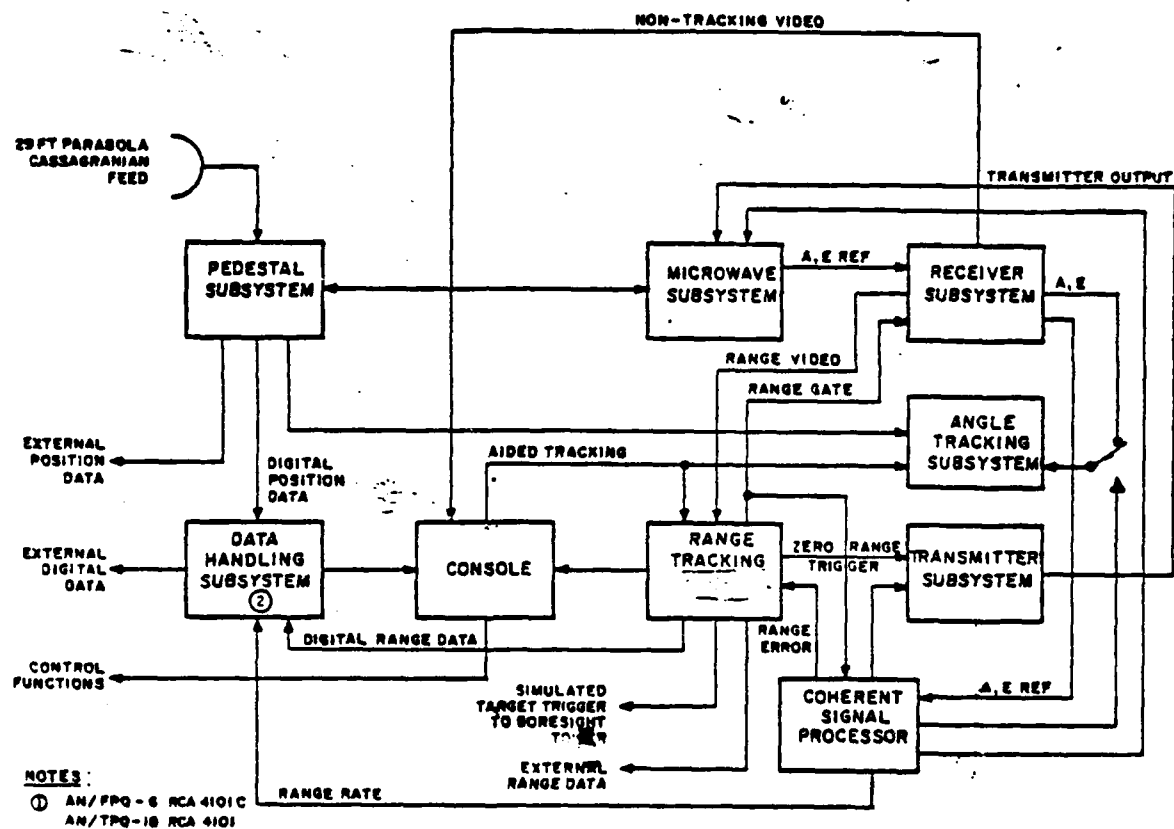 NON-TRACKING VIDEO
29 FT PARABOLA
CASSAGRANIAN
FEED
TRANSMITTER OUTPUT
PEDESTAL
SUBSYSTEM
MICROWAVE
SUBSYSTEM
A, E REF
RECEIVER
SUBSYSTEM
A, E
RANGE VIDEO
RANGE GATE
ANGLE
TRACKING
SUBSYSTEM
EXTERNAL
POSITION
DATA
DIGITAL
POSITION
DATA
AIDED TRACKING
EXTERNAL
DIGITAL
DATA
DATA
HANDLING
SUBSYSTEM
②
CONSOLE
RANGE
TRACKING
ZERO RANGE
TRIGGER
TRANSMITTER
SUBSYSTEM
DIGITAL RANGE DATA
RANGE
ERROR
CONTROL
FUNCTIONS
SIMULATED
TARGET TRIGGER
TO BORESIGHT
COHERENT
SIGNAL
PROCESSOR
A, E REF
EXTERNAL
RANGE DATA
RANGE RATE
NOTES:
① AN/FPQ-6 RCA 4101C
AN/TPQ-18 RCA 4101